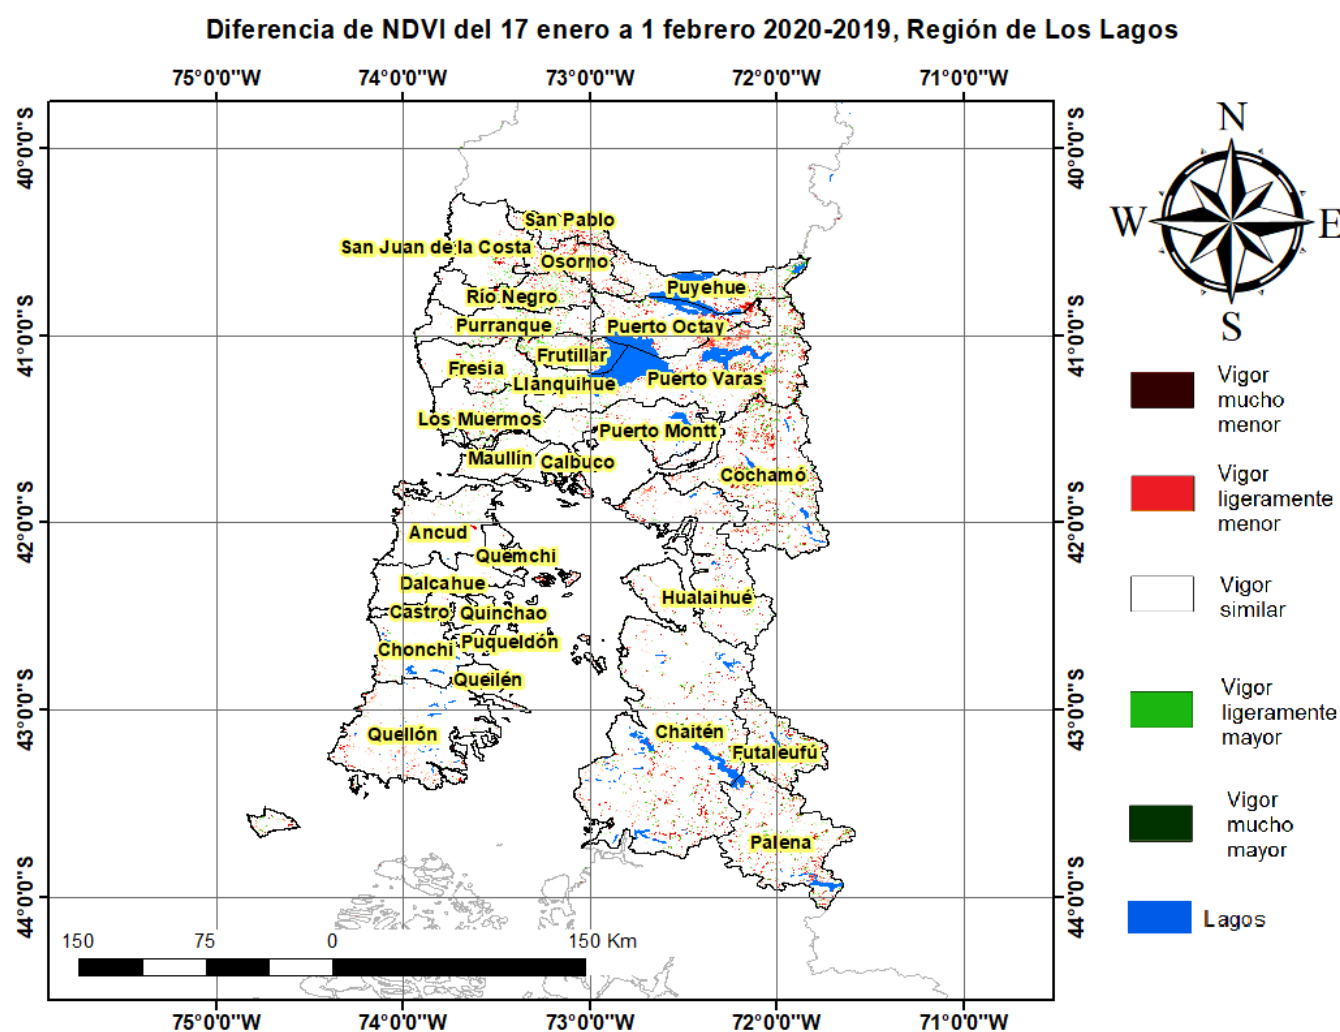 Diferencia de NDVI del 17 enero a 1 febrero 2020-2019, Región de Los Lagos
75°0'0"W
74°0'0"W
73°0'0"W
72°0'0"W
71°0'0"W
40°0'0"S
41°0'0"S
42°0'0"S
43°0'0"S
44°0'0"S
40°0'0"S
41°0'0"S
42°0'0"S
43°0'0"S
44°0'0"S
San Pablo
San Juan de la Costa
Osorno
Puyehue
Río Negro
Purranque
Puerto Octay
Frutillar
Fresia
Llanquihue
Puerto Varas
Los Muermos
Puerto Montt
Maullín
Calbuco
Cochamó
Ancud
Quemchi
Dalcahue
Hualaihué
Castro
Quinchao
Chonchi
Puqueldón
Queilén
Quellón
Chaitén
Futaleufú
Palena
150
75
0
150 Km
75°0'0"W
74°0'0"W
73°0'0"W
72°0'0"W
71°0'0"W
N
W
E
S
Vigor
mucho
menor
Vigor
ligeramente
menor
Vigor
similar
Vigor
ligeramente
mayor
Vigor
mucho
mayor
Lagos